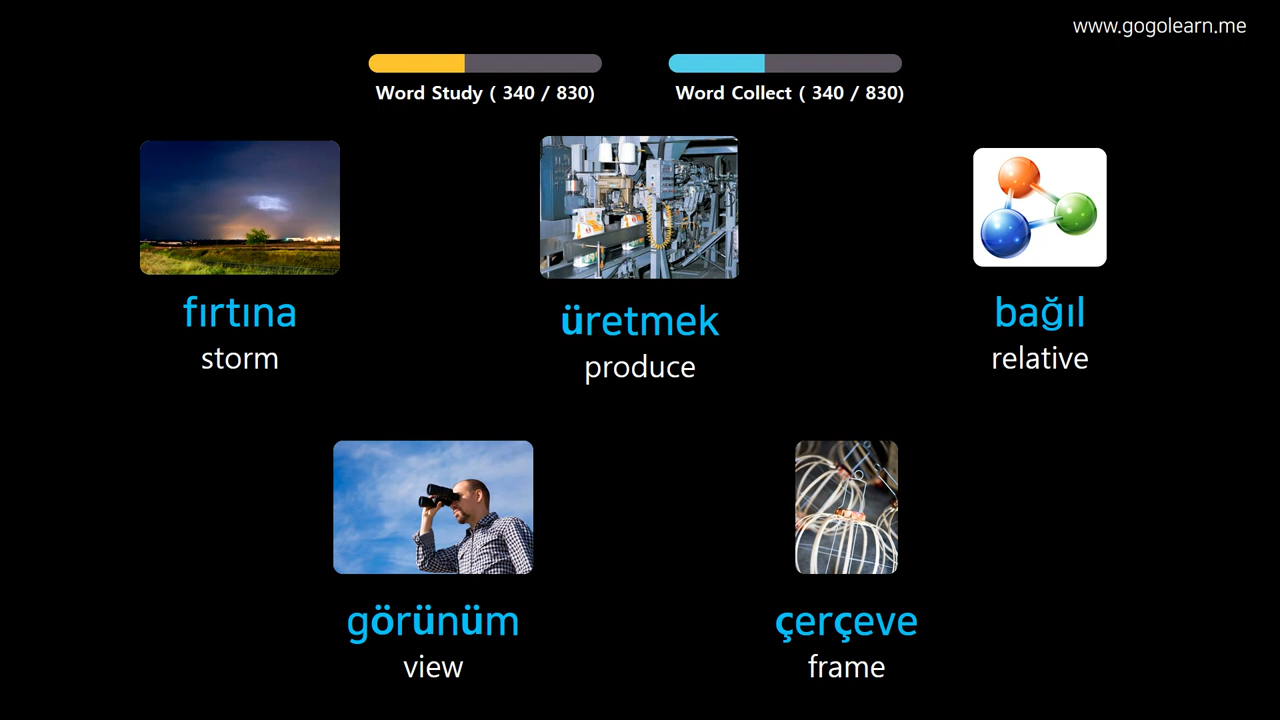 www.gogolearn.me
Word Study ( 340 / 830)
Word Collect ( 340 / 830)
fırtına
storm
üretmek
produce
bağıl
relative
görünüm
view
çerçeve
frame